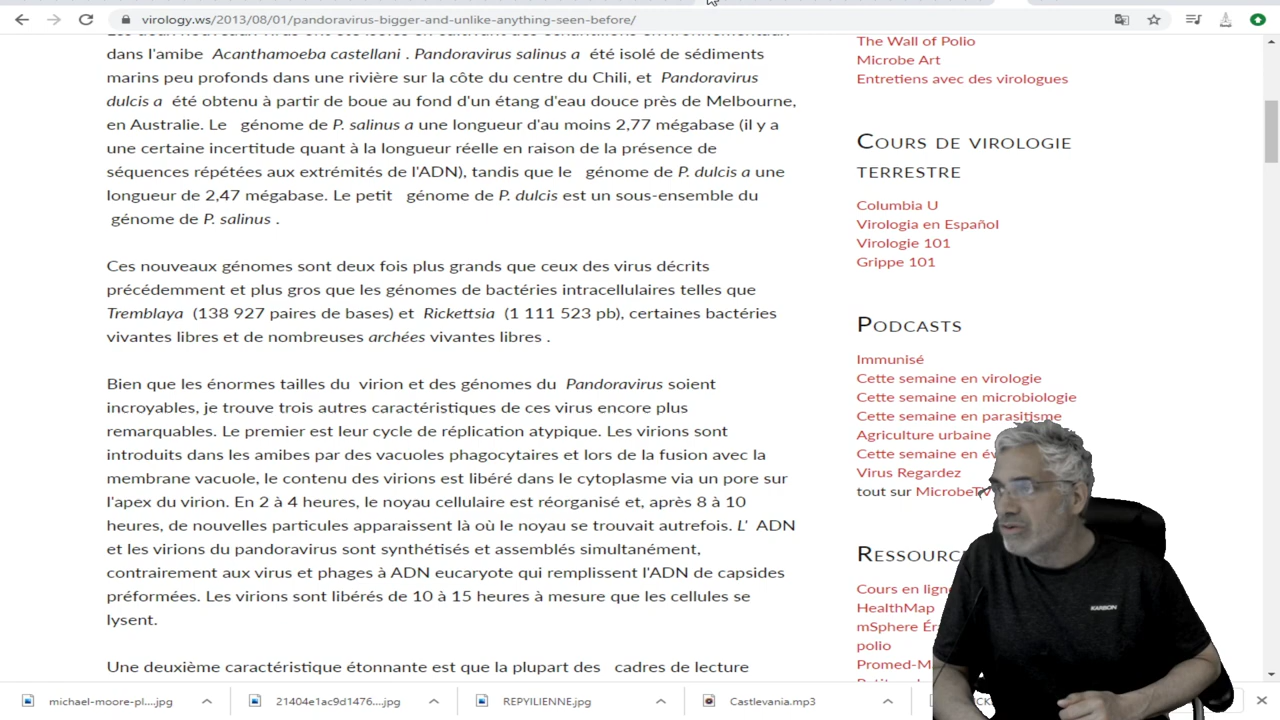 virology.ws/2013/08/01/pandoravirus-bigger-and-unlike-anything-seen-before/
dans l'amibe Acanthamoeba castellani . Pandoravirus salinus a été isolé de sédiments
marins peu profonds dans une rivière sur la côte du centre du Chili, et Pandoravirus
dulcis a été obtenu à partir de boue au fond d'un étang d'eau douce près de Melbourne,
en Australie. Le génome de P. salinus a une longueur d'au moins 2,77 mégabase (il y a
une certaine incertitude quant à la longueur réelle en raison de la présence de
séquences répétées aux extrémités de l'ADN), tandis que le génome de P. dulcis a une
longueur de 2,47 mégabase. Le petit génome de P. dulcis est un sous-ensemble du
génome de P. salinus .
Ces nouveaux génomes sont deux fois plus grands que ceux des virus décrits
précédemment et plus gros que les génomes de bactéries intracellulaires telles que
Tremblaya (138 927 paires de bases) et Rickettsia (1 111 523 pb), certaines bactéries
vivantes libres et de nombreuses archées vivantes libres .
Bien que les énormes tailles du virion et des génomes du Pandoravirus soient
incroyables, je trouve trois autres caractéristiques de ces virus encore plus
remarquables. Le premier est leur cycle de réplication atypique. Les virions sont
introduits dans les amibes par des vacuoles phagocytaires et lors de la fusion avec la
membrane vacuole, le contenu des virions est libéré dans le cytoplasme via un pore sur
l'apex du virion. En 2 à 4 heures, le noyau cellulaire est réorganisé et, après 8 à 10
heures, de nouvelles particules apparaissent là où le noyau se trouvait autrefois. L' ADN
et les virions du pandoravirus sont synthétisés et assemblés simultanément,
contrairement aux virus et phages à ADN eucaryote qui remplissent l'ADN de capsides
préformées. Les virions sont libérés de 10 à 15 heures à mesure que les cellules se
lysent.
Une deuxième caractéristique étonnante est que la plupart des cadres de lecture
The Wall of Polio
Microbe Art
Entretiens avec des virologues
Cours de virologie
terrestre
Columbia U
Virologia en Español
Virologie 101
Grippe 101
Podcasts
Immunisé
Cette semaine en virologie
Cette semaine en microbiologie
Cette semaine en parasitisme
Agriculture urbaine
Cette semaine en
Virus Regardez
tout sur MicrobeTV
Ressourc
Cours en lign
HealthMap
mSphere
polio
Promed-M
KARBON
michael-moore-pl....jpg
21404e1ac9d1476....jpg
REPYILIENNE.jpg
Castlevania.mp3